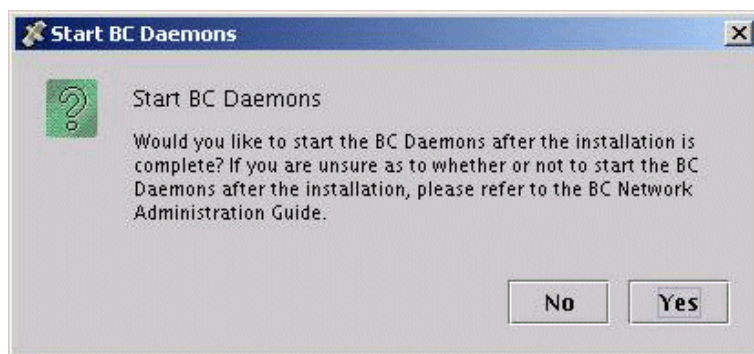 Start BC Daemons
Start BC Daemons
Would you like to start the BC Daemons after the installation is
complete? If you are unsure as to whether or not to start the BC
Daemons after the installation, please refer to the BC Network
Administration Guide.
No Yes